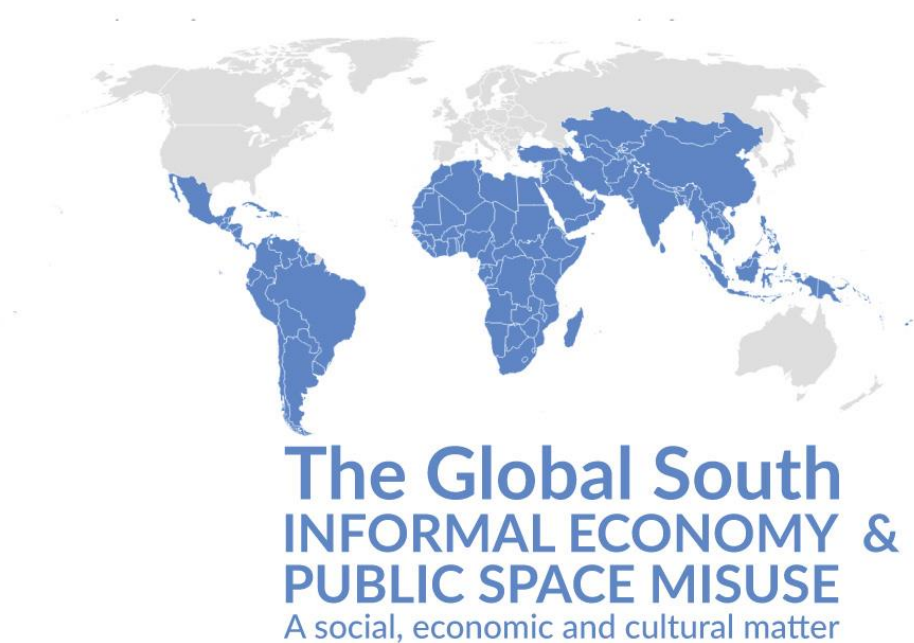 The Global South
INFORMAL ECONOMY &
PUBLIC SPACE MISUSE
A social, economic and cultural matter